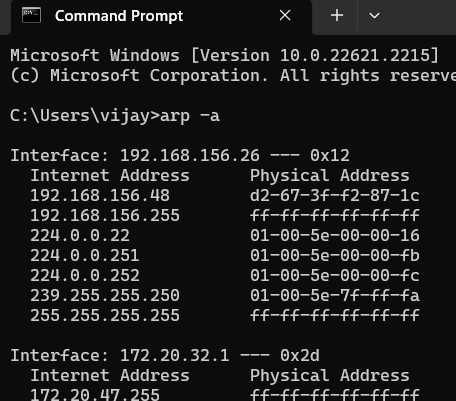 Command Prompt
Microsoft Windows [Version 10.0.22621.2215]
(c) Microsoft Corporation. All rights reserve
C:\Users\vijay>arp -a
Interface: 192.168.156.26 --- 0x12
Internet Address Physical Address
192.168.156.48 d2-67-3f-f2-87-1c
192.168.156.255 ff-ff-ff-ff-ff-ff
224.0.0.22 01-00-5e-00-00-16
224.0.0.251 01-00-5e-00-00-fb
224.0.0.252 01-00-5e-00-00-fc
239.255.255.250 01-00-5e-7f-ff-fa
255.255.255.255 ff-ff-ff-ff-ff-ff
Interface: 172.20.32.1 --- 0x2d
Internet Address Physical Address
172.20.47.255 ff-ff-ff-ff-ff-ff